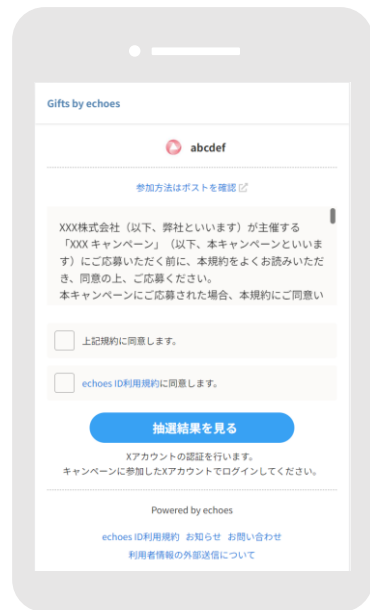 Gifts by echoes
abcdef
参加方法はポストを確認
XXX株式会社（以下、弊社といいます）が主催する
「XXX キャンペーン」（以下、本キャンペーンといいま
す）にご応募いただく前に、本規約をよくお読みいただ
き、同意の上、ご応募ください。
本キャンペーンにご応募された場合、本規約にご同意い
上記規約に同意します。
echoes ID利用規約に同意します。
抽選結果を見る
Xアカウントの認証を行います。
キャンペーンに参加したXアカウントでログインしてください。
Powered by echoes
echoes ID利用規約 お知らせ お問い合わせ
利用者情報の外部送信について